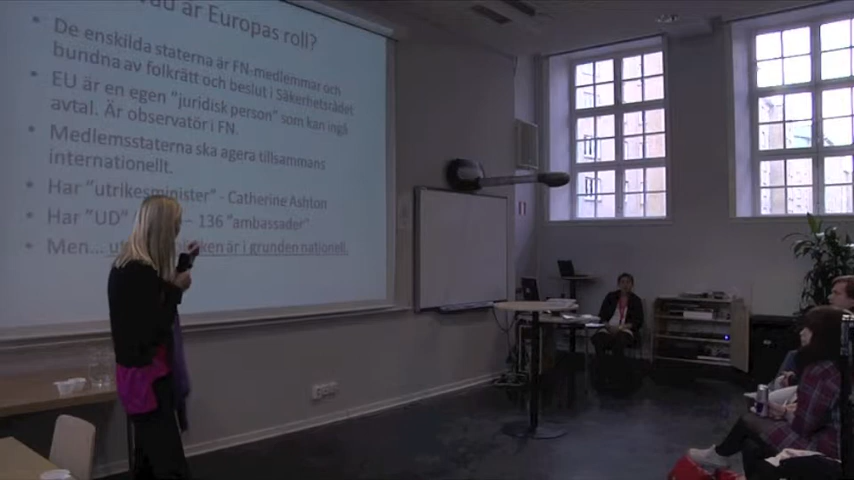 är Europas roll?
• De enskilda staterna är FN-medlemmar och
bundna av folkrätt och beslut i Säkerhetsrådet
• EU är en egen "juridisk person" som kan ingå
avtal. Är observatör i FN.
• Medlemsstaterna ska agera tillsammans
internationellt.
• Har "utrikesminister" - Catherine Ashton
• Har "UD" – 136 "ambassader"
• Men... är i grunden nationell.